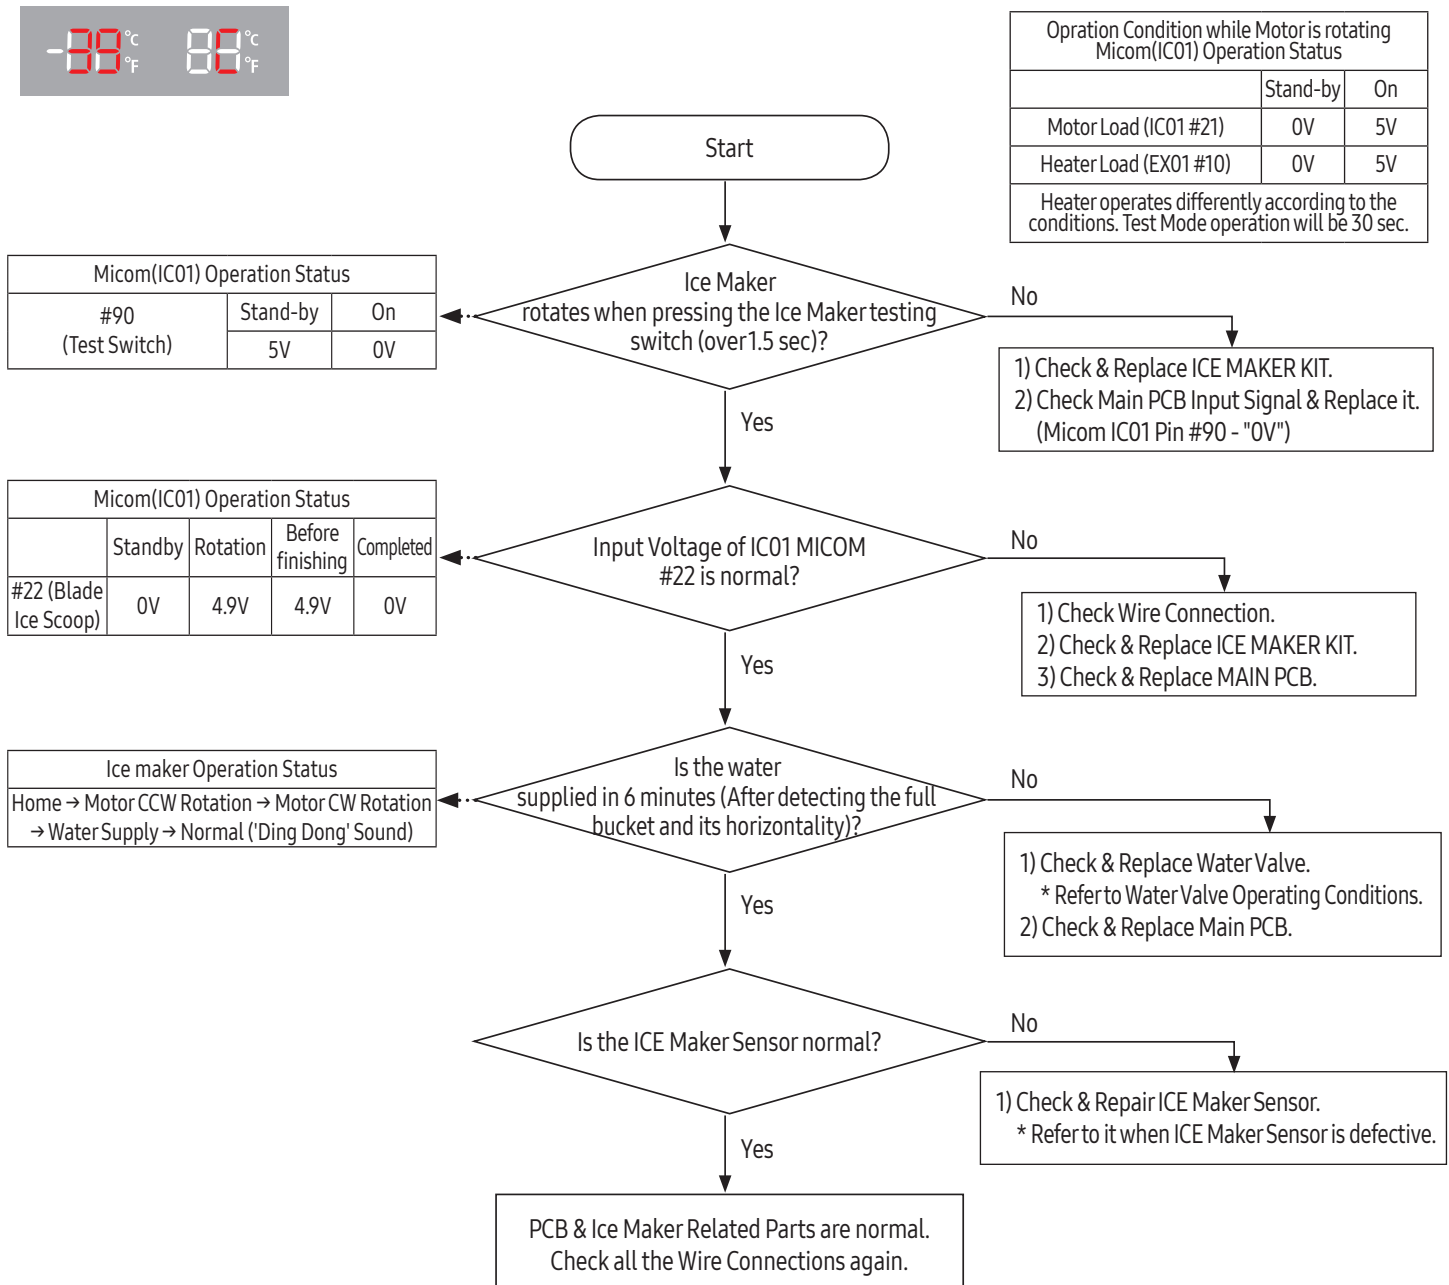 39 °C °F C °C °F
Opration Condition while Motor is rotating
Micom(IC01) Operation Status
Stand-by On
Motor Load (IC01 #21) 0V 5V
Heater Load (EX01 #10) 0V 5V
Heater operates differently according to the
conditions. Test Mode operation will be 30 sec.
Start
Micom(IC01) Operation Status
#90
(Test Switch)
Stand-by On
5V 0V
Ice Maker
rotates when pressing the Ice Maker testing
switch (over1.5 sec)?
No
1) Check & Replace ICE MAKER KIT.
2) Check Main PCB Input Signal & Replace it.
(Micom IC01 Pin #90 - "0V")
Yes
Micom(IC01) Operation Status
Standby Rotation Before finishing Completed
#22 (Blade Ice Scoop) 0V 4.9V 4.9V 0V
Input Voltage of IC01 MICOM
#22 is normal?
No
1) Check Wire Connection.
2) Check & Replace ICE MAKER KIT.
3) Check & Replace MAIN PCB.
Yes
Ice maker Operation Status
Home → Motor CCW Rotation → Motor CW Rotation
→ Water Supply → Normal ('Ding Dong' Sound)
Is the water
supplied in 6 minutes (After detecting the full
bucket and its horizontality)?
No
1) Check & Replace Water Valve.
* Refer to Water Valve Operating Conditions.
2) Check & Replace Main PCB.
Yes
Is the ICE Maker Sensor normal?
No
1) Check & Repair ICE Maker Sensor.
* Refer to it when ICE Maker Sensor is defective.
Yes
PCB & Ice Maker Related Parts are normal.
Check all the Wire Connections again.